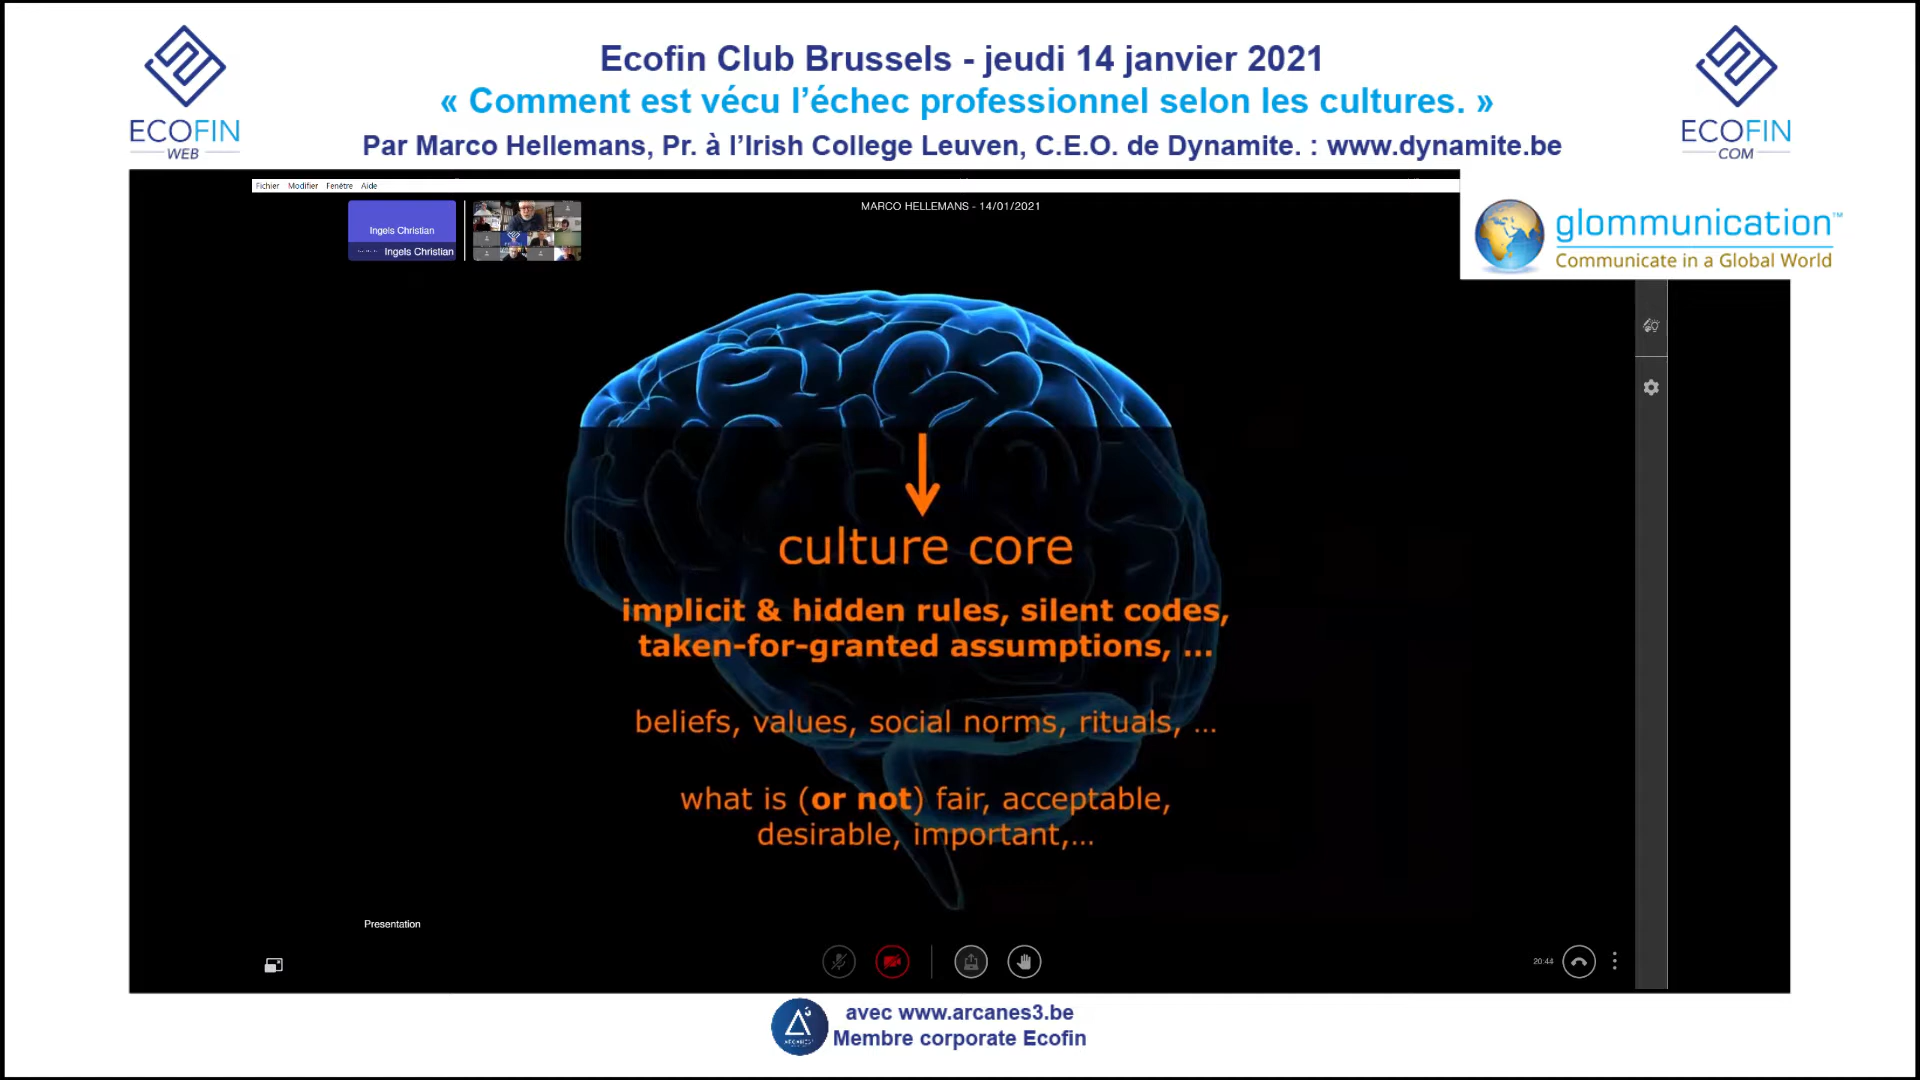 Ecofin Club Brussels - jeudi 14 janvier 2021
« Comment est vécu l’échec professionnel selon les cultures. »
Par Marco Hellemans, Pr. à l’Irish College Leuven, C.E.O. de Dynamite. : www.dynamite.be
ECOFIN
WEB
ECOFIN
COM
Fichier Modifier Fenêtre Aide
MARCO HELLEMANS - 14/01/2021
Ingels Christian
Ingels Christian
glommunication™
Communicate in a Global World
culture core
implicit & hidden rules, silent codes,
taken-for-granted assumptions, ...
beliefs, values, social norms, rituals, ...
what is (or not) fair, acceptable,
desirable, important,...
Presentation
20:44
avec www.arcanes3.be
Membre corporate Ecofin